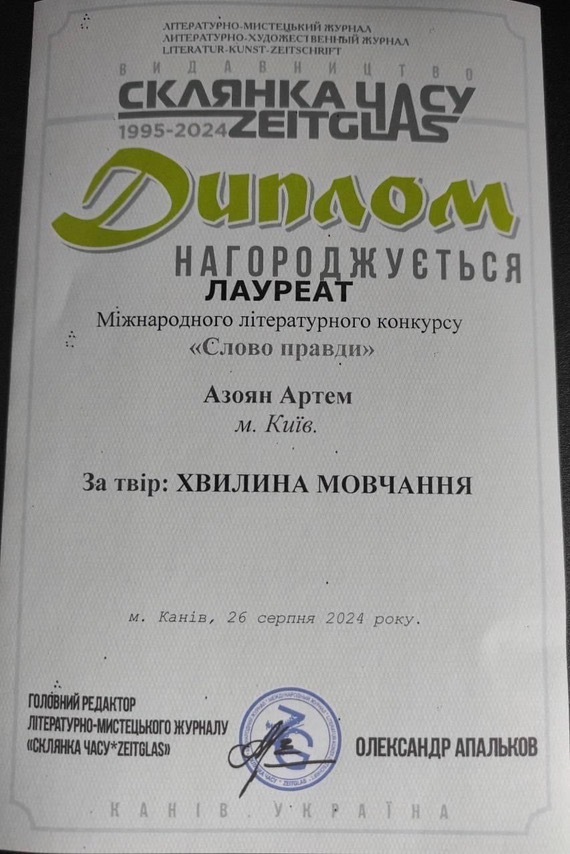 ЛІТЕРАТУРНО-МИСТЕЦЬКИЙ ЖУРНАЛ
ЛИТЕРАТУРНО-ХУДОЖЕСТВЕННЫЙ ЖУРНАЛ
LITERATUR-KUNST-ZEITSCHRIFT
ВИДАВНИЦТВО
СКЛЯНКА ЧАСУ
1995-2024 ZEITGLAS
Диплом
НАГОРОДЖУЄТЬСЯ
ЛАУРЕАТ
Міжнародного літературного конкурсу
«Слово правди»
Азоян Артем
м. Київ.
За твір: ХВИЛИНА МОВЧАННЯ
м. Канів, 26 серпня 2024 року.
ГОЛОВНИЙ РЕДАКТОР
ЛІТЕРАТУРНО-МИСТЕЦЬКОГО ЖУРНАЛУ
«СКЛЯНКА ЧАСУ*ZEITGLAS»
ОЛЕКСАНДР АПАЛЬКОВ
КАНІВ. УКРАЇНА